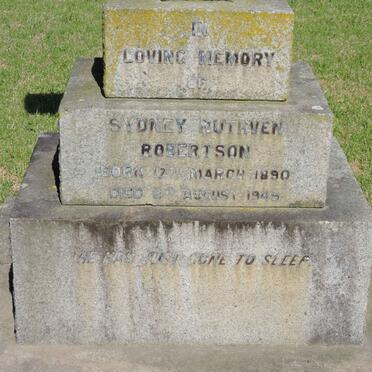 IN
LOVING MEMORY
OF
SYDNEY RUTHVEN
ROBERTSON
BORN 17TH MARCH 1890
DIED AUGUST 1945
HE HAS JUST GONE TO SLEEP